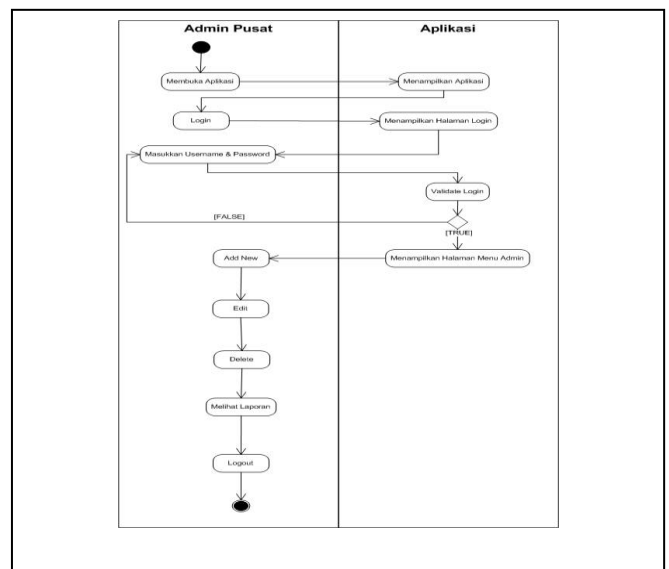 Admin Pusat
Aplikasi
Membuka Aplikasi
Menampilkan Aplikasi
Login
Menampilkan Halaman Login
Masukkan Username & Password
Validate Login
[FALSE]
[TRUE]
Add New
Menampilkan Halaman Menu Admin
Edit
Delete
Melihat Laporan
Logout